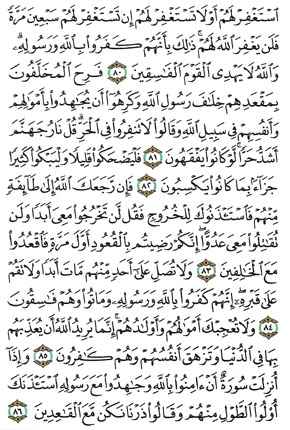 ٱسْتَغْفِرْ لَهُمْ أَوْ لَا تَسْتَغْفِرْ لَهُمْ إِن تَسْتَغْفِرْ لَهُمْ سَبْعِينَ مَرَّةً
فَلَن يَغْفِرَ ٱللَّهُ لَهُمْ ۚ ذَٰلِكَ بِأَنَّهُمْ كَفَرُوا۟ بِٱللَّهِ وَرَسُولِهِۦ ۗ
وَٱللَّهُ لَا يَهْدِى ٱلْقَوْمَ ٱلْفَٰسِقِينَ ٨٠ فَرِحَ ٱلْمُخَلَّفُونَ
بِمَقْعَدِهِمْ خِلَٰفَ رَسُولِ ٱللَّهِ وَكَرِهُوٓا۟ أَن يُجَٰهِدُوا۟ بِأَمْوَٰلِهِمْ
وَأَنفُسِهِمْ فِى سَبِيلِ ٱللَّهِ وَقَالُوا۟ لَا تَنفِرُوا۟ فِى ٱلْحَرِّ ۗ قُلْ نَارُ جَهَنَّمَ
أَشَدُّ حَرًّا ۚ لَّوْ كَانُوا۟ يَفْقَهُونَ ٨١ فَلْيَضْحَكُوا۟ قَلِيلًا وَلْيَبْكُوا۟ كَثِيرًا
جَزَآءًۢ بِمَا كَانُوا۟ يَكْسِبُونَ ٨٢ فَإِن رَّجَعَكَ ٱللَّهُ إِلَىٰ طَآئِفَةٍ
مِّنْهُمْ فَٱسْتَـْٔذَنُوكَ لِلْخُرُوجِ فَقُل لَّن تَخْرُجُوا۟ مَعِىَ أَبَدًا وَلَن
تُقَٰتِلُوا۟ مَعِىَ عَدُوًّا ۖ إِنَّكُمْ رَضِيتُم بِٱلْقُعُودِ أَوَّلَ مَرَّةٍ فَٱقْعُدُوا۟
مَعَ ٱلْخَٰلِفِينَ ٨٣ وَلَا تُصَلِّ عَلَىٰٓ أَحَدٍ مِّنْهُم مَّاتَ أَبَدًا وَلَا تَقُمْ
عَلَىٰ قَبْرِهِۦٓ ۖ إِنَّهُمْ كَفَرُوا۟ بِٱللَّهِ وَرَسُولِهِۦ وَمَاتُوا۟ وَهُمْ فَٰسِقُونَ
٨٤ وَلَا تُعْجِبْكَ أَمْوَٰلُهُمْ وَأَوْلَٰدُهُمْ ۚ إِنَّمَا يُرِيدُ ٱللَّهُ أَن يُعَذِّبَهُم
بِهَا فِى ٱلدُّنْيَا وَتَزْهَقَ أَنفُسُهُمْ وَهُمْ كَٰفِرُونَ ٨٥ وَإِذَآ
أُنزِلَتْ سُورَةٌ أَنْ ءَامِنُوا۟ بِٱللَّهِ وَجَٰهِدُوا۟ مَعَ رَسُولِهِ ٱسْتَـْٔذَنَكَ
أُو۟لُوا۟ ٱلطَّوْلِ مِنْهُمْ وَقَالُوا۟ ذَرْنَا نَكُن مَّعَ ٱلْقَٰعِدِينَ ٨٦